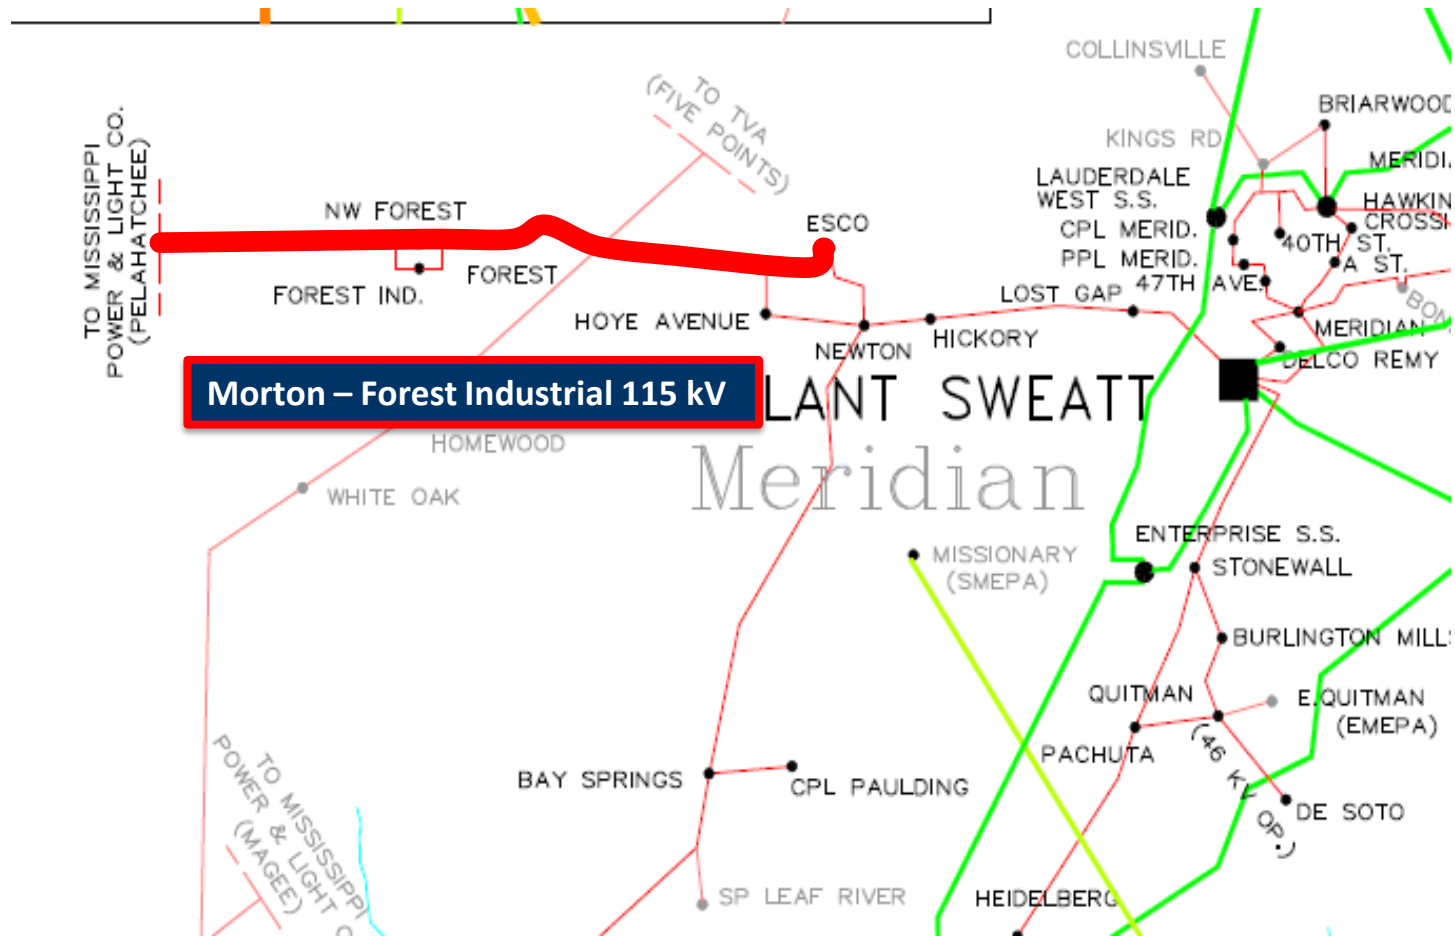 COLLINSVILLE
BRIARWOOD
KINGS RD
TO TVA
(FIVE POINTS)
TO MISSISSIPPI
POWER & LIGHT CO.
(PELAHATCHEE)
LAUDERDALE
WEST S.S.
MERIDIA
HAWKIN
CROSSI
NW FOREST
ESCO
CPL MERID.
PPL MERID.
40TH ST.
A ST.
47TH AVE.
FOREST
FOREST IND.
LOST GAP
BON
HOYE AVENUE
HICKORY
NEWTON
MERIDIAN
DELCO REMY
Morton – Forest Industrial 115 kV
LANT SWEATT
HOMEWOOD
Meridian
WHITE OAK
ENTERPRISE S.S.
MISSIONARY
(SMEPA)
STONEWALL
BURLINGTON MILLS
QUITMAN
E.QUITMAN
(EMEPA)
PACHUTA
(46 KV OP.)
TO MISSISSIPPI
POWER & LIGHT C
(MAGEE)
BAY SPRINGS
CPL PAULDING
DE SOTO
SP LEAF RIVER
HEIDELBERG